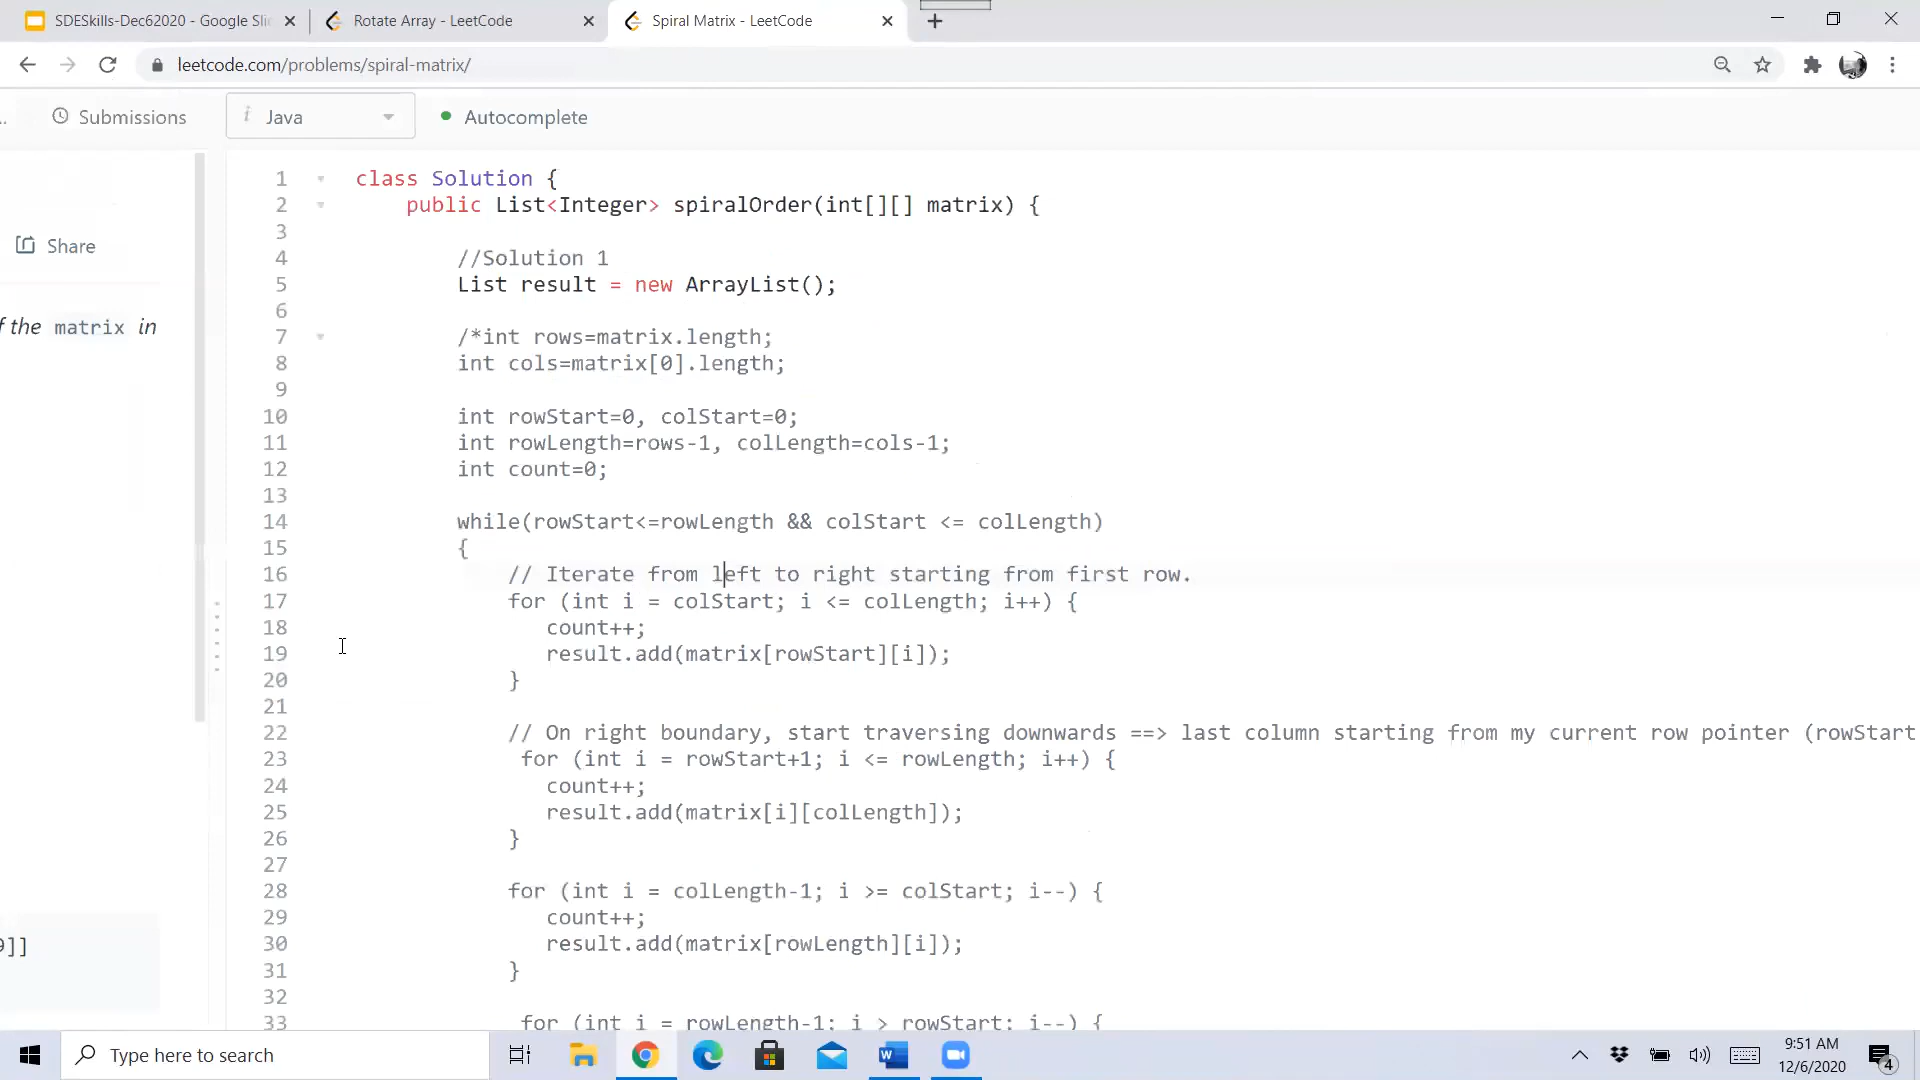 SDESkills-Dec62020 - Google Sli
Rotate Array - LeetCode
Spiral Matrix - LeetCode
leetcode.com/problems/spiral-matrix/
..
Submissions
i Java
Autocomplete
Share
f the matrix in
9]]
1 class Solution {
2 public List<Integer> spiralOrder(int[][] matrix) {
3
4 //Solution 1
5 List result = new ArrayList();
6
7 /*int rows=matrix.length;
8 int cols=matrix[0].length;
9
10 int rowStart=0, colStart=0;
11 int rowLength=rows-1, colLength=cols-1;
12 int count=0;
13
14 while(rowStart<=rowLength && colStart <= colLength)
15 {
16 // Iterate from left to right starting from first row.
17 for (int i = colStart; i <= colLength; i++) {
18 count++;
19 result.add(matrix[rowStart][i]);
20 }
21
22 // On right boundary, start traversing downwards ==> last column starting from my current row pointer (rowStart
23 for (int i = rowStart+1; i <= rowLength; i++) {
24 count++;
25 result.add(matrix[i][colLength]);
26 }
27
28 for (int i = colLength-1; i >= colStart; i--) {
29 count++;
30 result.add(matrix[rowLength][i]);
31 }
32
33 for (int i = rowLength-1; i > rowStart; i--) {
Type here to search
9:51 AM
12/6/2020
4